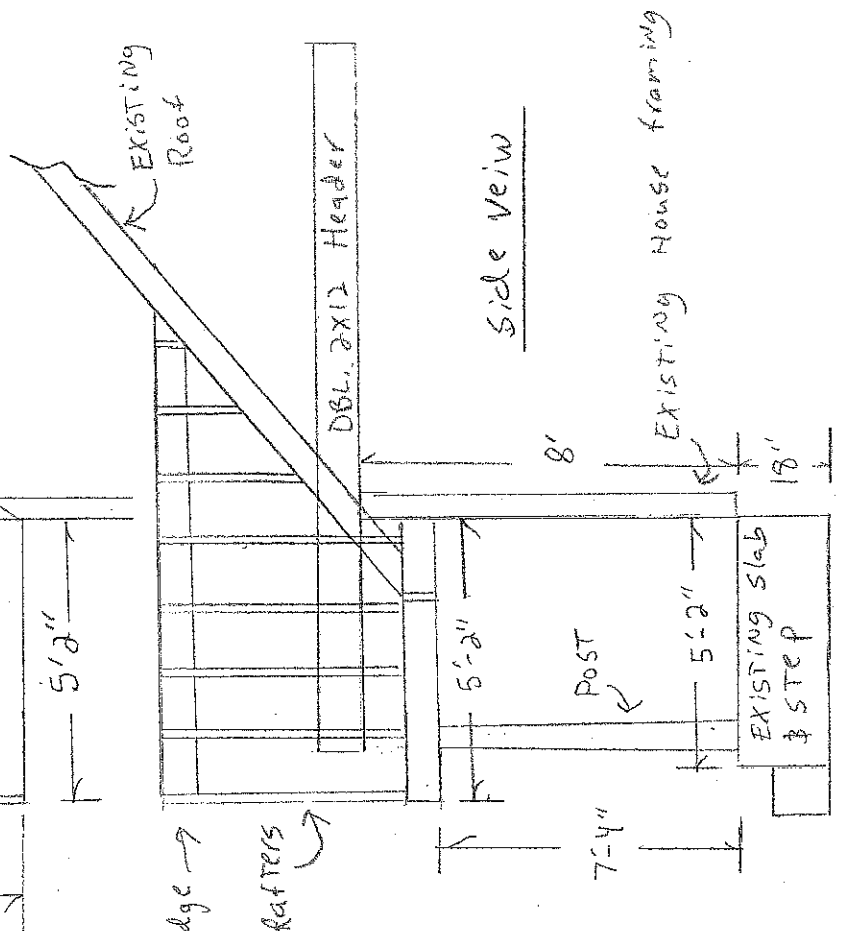 5'2"
EXISTING
Roof
dge
Rafters
DBL. 2X12 Header
Side Veiw
5'-2"
8'
POST
7'-4"
5'-2"
EXISTING House framing
EXISTING Slab
& STEP
18"